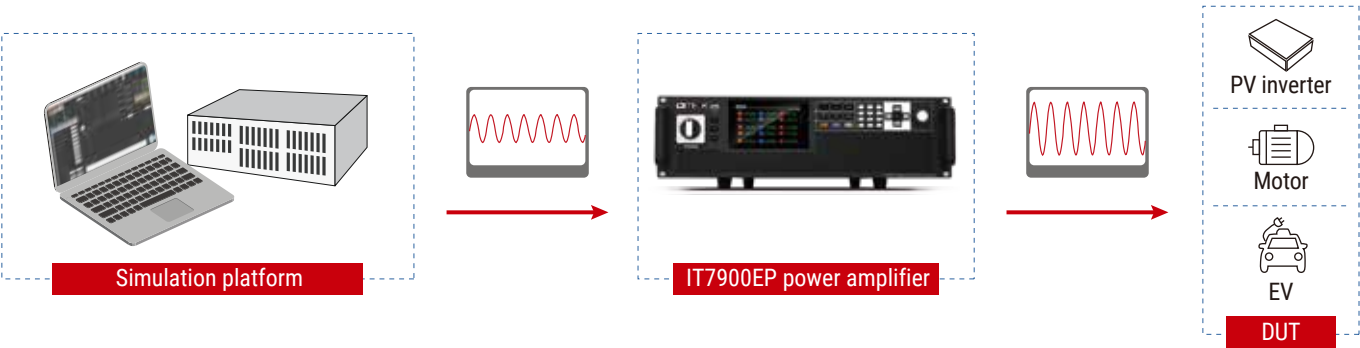 Simulation platform
IT7900EP power amplifier
PV inverter
Motor
EV
DUT